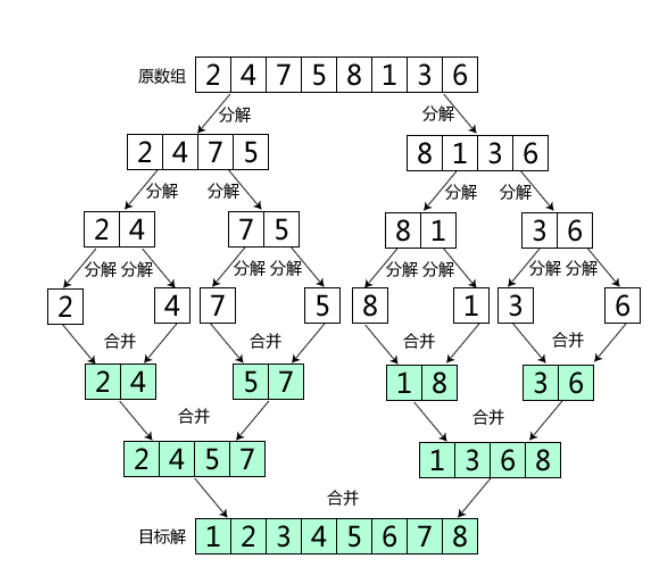 原数组 2 4 7 5 8 1 3 6
分解 分解
2 4 7 5 8 1 3 6
分解 分解 分解 分解
2 4 7 5 8 1 3 6
分解 分解 分解 分解 分解 分解 分解 分解
2 4 7 5 8 1 3 6
合并 合并 合并 合并
2 4 5 7 1 8 3 6
合并 合并
2 4 5 7 1 3 6 8
合并
目标解 1 2 3 4 5 6 7 8